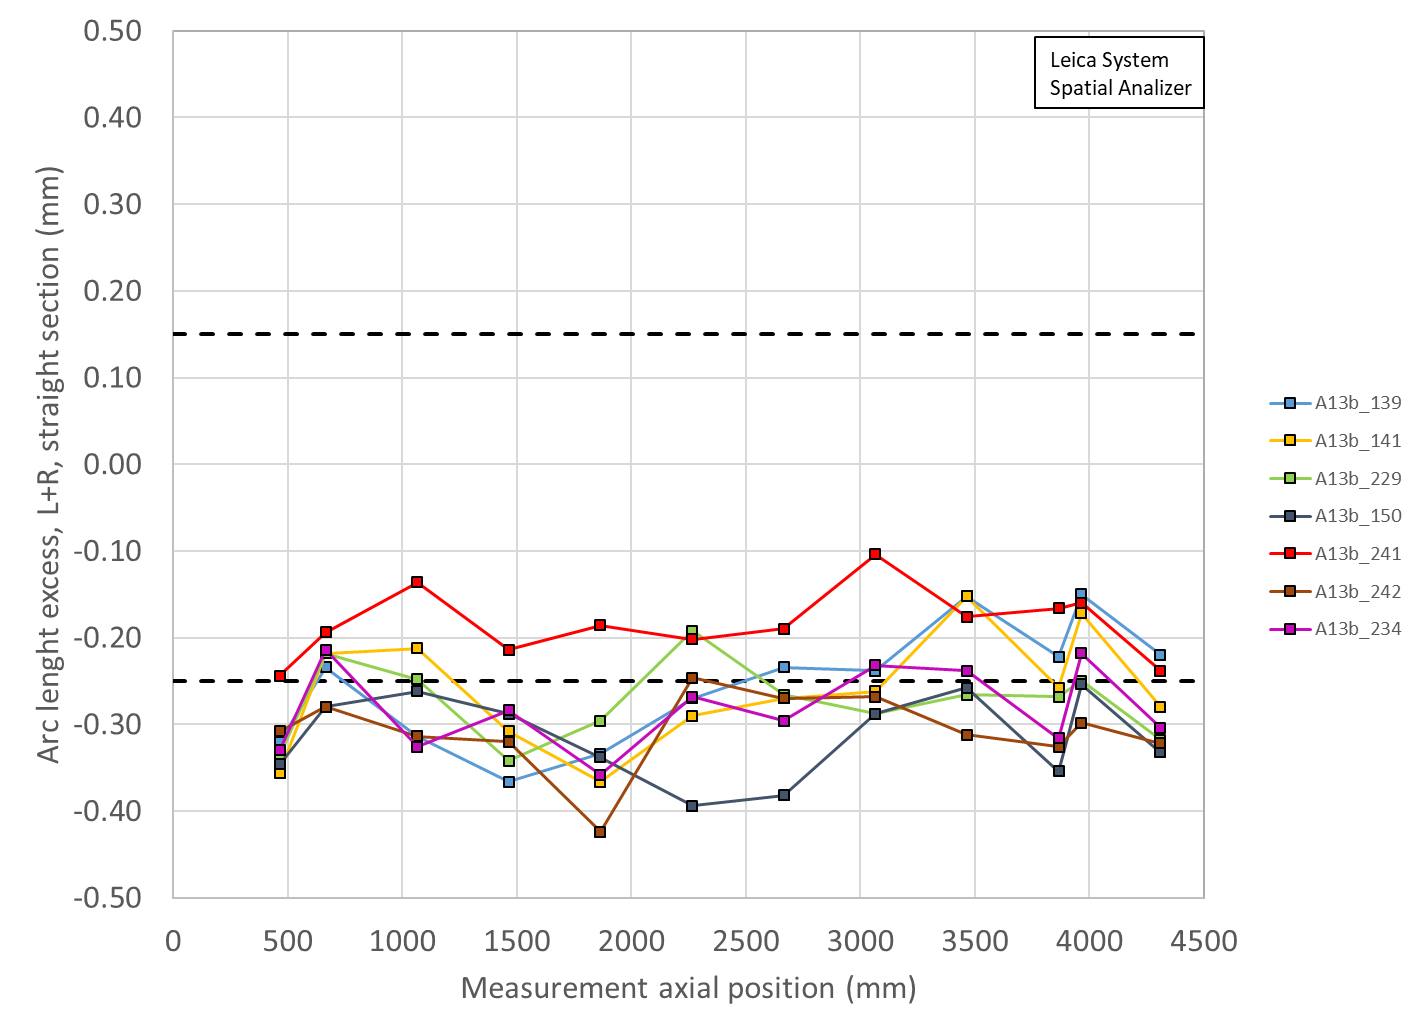 0.50
0.40
0.30
0.20
0.10
0.00
-0.10
-0.20
-0.30
-0.40
-0.50
Arc lenght excess, L+R, straight section (mm)
Leica System
Spatial Analizer
A13b_139
A13b_141
A13b_229
A13b_150
A13b_241
A13b_242
A13b_234
0 500 1000 1500 2000 2500 3000 3500 4000 4500
Measurement axial position (mm)